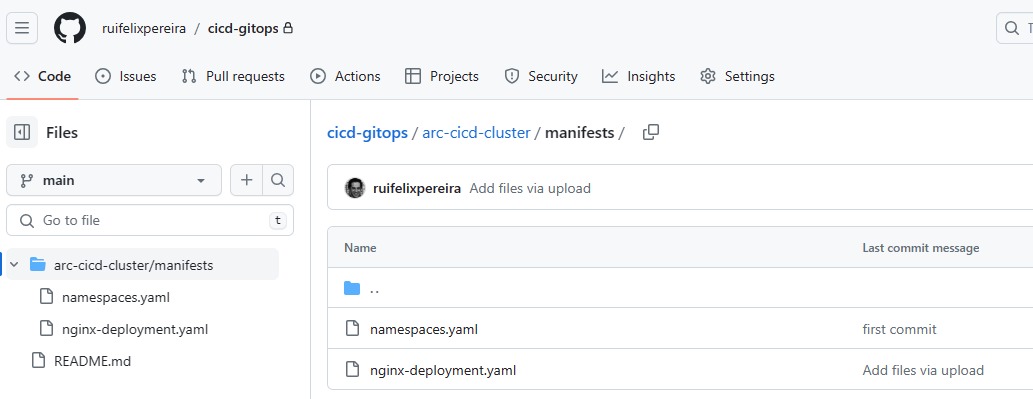 ruifelixpereira / cicd-gitops
Code Issues Pull requests Actions Projects Security Insights Settings
Files
main
Go to file t
arc-cicd-cluster/manifests
namespaces.yaml
nginx-deployment.yaml
README.md
cicd-gitops / arc-cicd-cluster / manifests /
ruifelixpereira Add files via upload
Name Last commit message
..
namespaces.yaml first commit
nginx-deployment.yaml Add files via upload